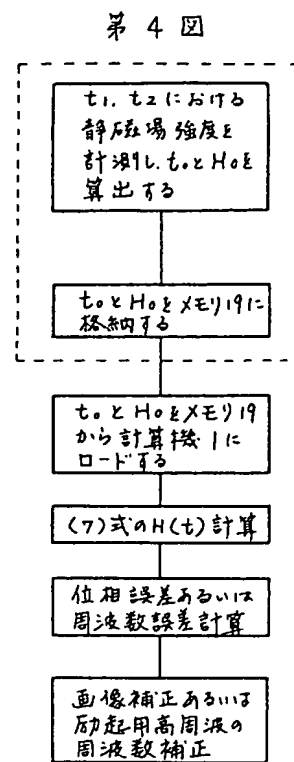 第4図
t1, t2における
静磁場強度を
計測し、t0とH0を
算出する
t0とH0をメモリ19に
格納する
t0とH0をメモリ19
から計算機1に
ロードする
(7)式のH(t)計算
位相誤差あるいは
周波数誤差計算
画像補正あるいは
励起用高周波の
周波数補正